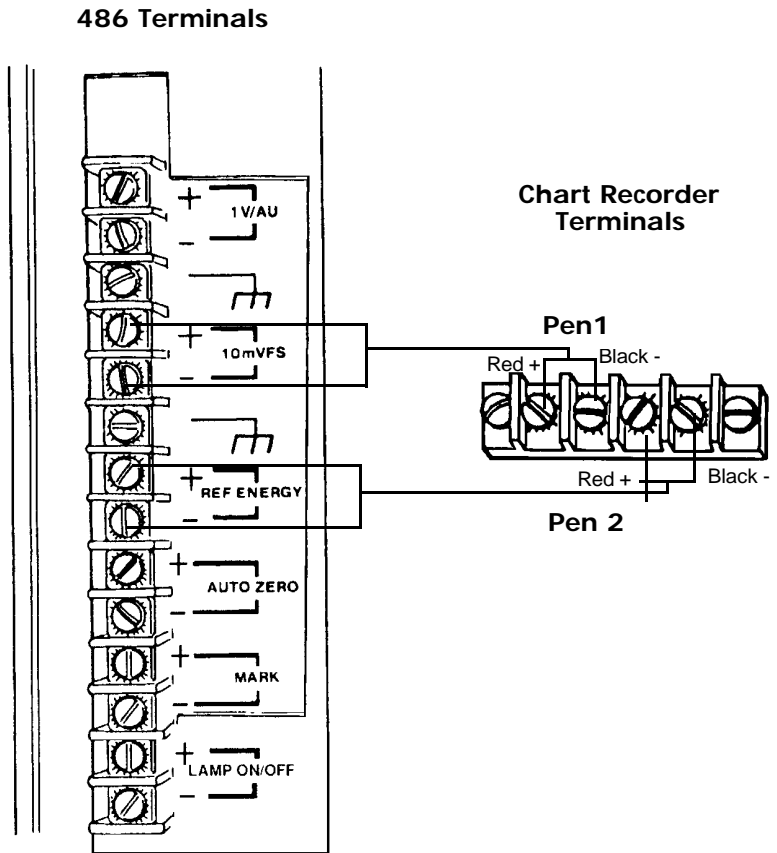 486 Terminals
+
1V/AU
-
+
10mVFS
-
+
REF ENERGY
-
+
AUTO ZERO
-
+
MARK
-
+
LAMP ON/OFF
-
Chart Recorder
Terminals
Pen1
Red +
Black -
Red +
Black -
Pen 2